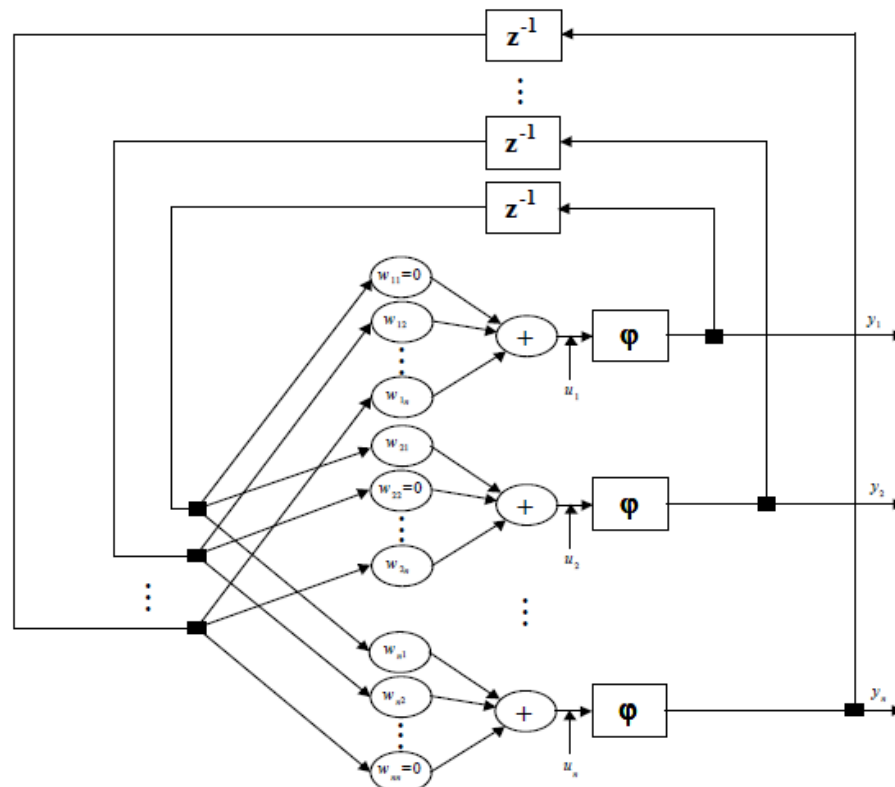 z⁻¹
⋮
z⁻¹
z⁻¹
w₁₁=0
w₁₂
⋮
w₁ₙ
+
u₁
φ
y₁
w₂₁
w₂₂=0
⋮
w₂ₙ
+
u₂
φ
y₂
⋮
⋮
wₙ₁
wₙ₂
⋮
wₙₙ=0
+
uₙ
φ
yₙ